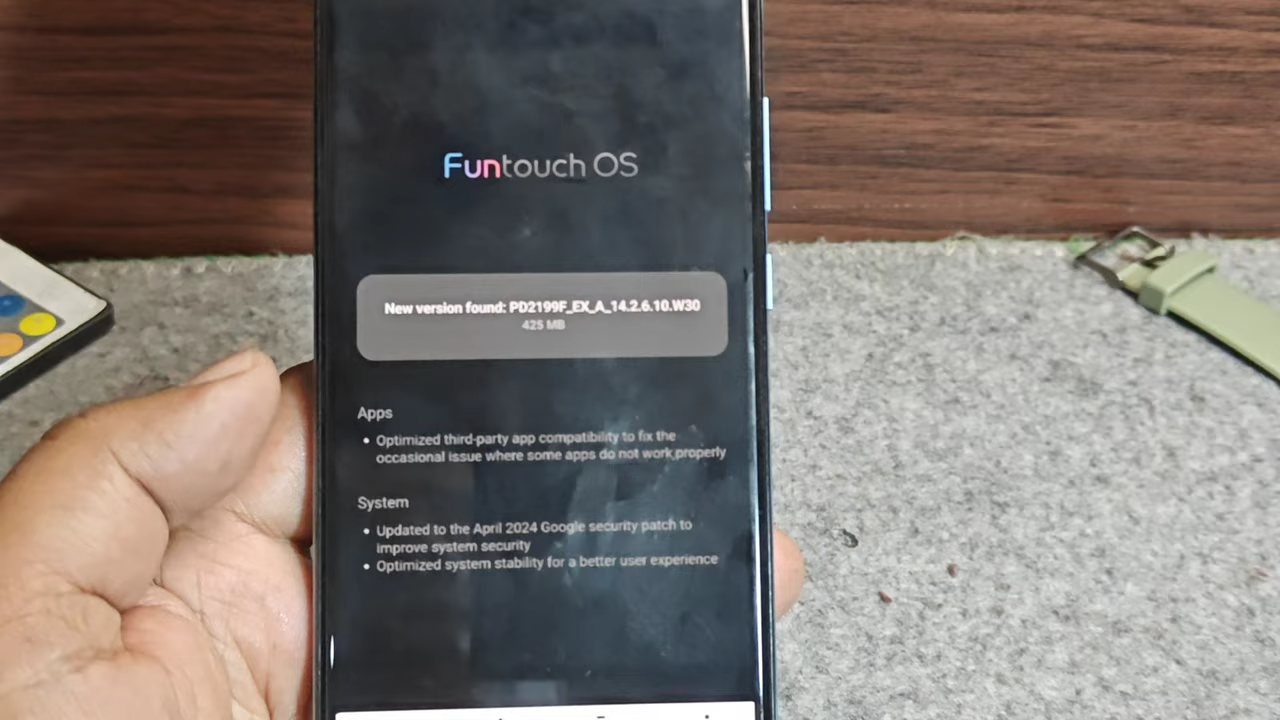 Funtouch OS
New version found: PD2199F_EX_A_14.2.6.10.W30
425 MB
Apps
• Optimized third-party app compatibility to fix the
occasional issue where some apps do not work properly
System
• Updated to the April 2024 Google security patch to
improve system security
• Optimized system stability for a better user experience